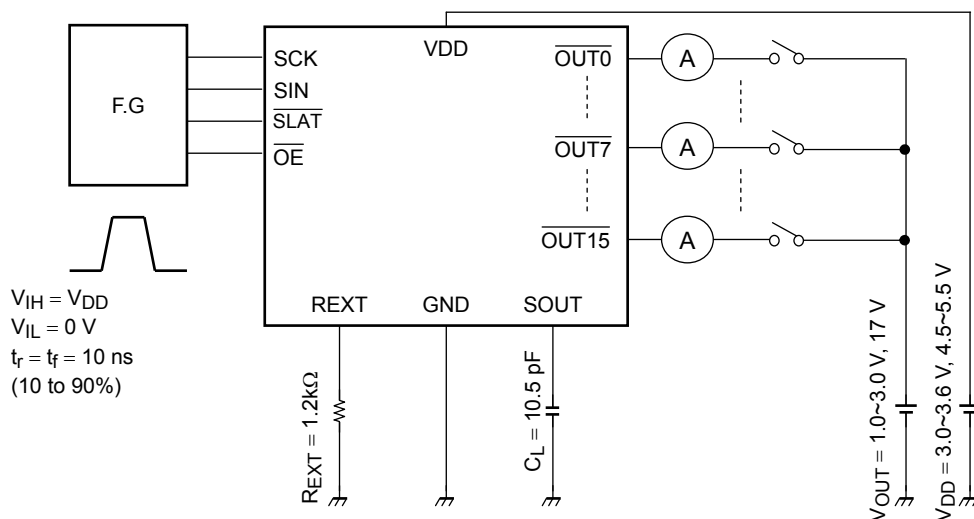 F.G
SCK
SIN
SLAT
OE
VDD
OUT0
OUT7
OUT15
A
A
A
REXT
GND
SOUT
VIH = VDD
VIL = 0 V
tr = tf = 10 ns
(10 to 90%)
REXT = 1.2kΩ
CL = 10.5 pF
VOUT = 1.0~3.0 V, 17 V
VDD = 3.0~3.6 V, 4.5~5.5 V